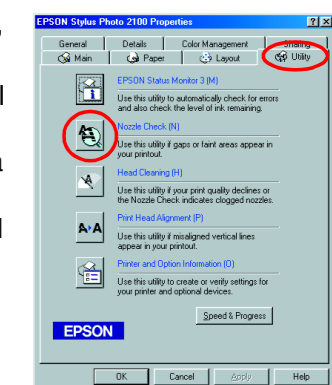 EPSON Stylus Photo 2100 Properties
General Details Color Management Sharing
Main Paper Layout Utility
EPSON Status Monitor 3 (M)
Use this utility to automatically check for errors
and also check the level of ink remaining.
Nozzle Check (N)
Use this utility if gaps or faint areas appear in
your printout.
Head Cleaning (H)
Use this utility if your print quality declines or
the Nozzle Check indicates clogged nozzles.
Print Head Alignment (P)
Use this utility if misaligned vertical lines
appear in your printout.
Printer and Option Information (O)
Use this utility to create or verify settings for
your printer and optional devices.
Speed & Progress
EPSON
OK Cancel Apply Help